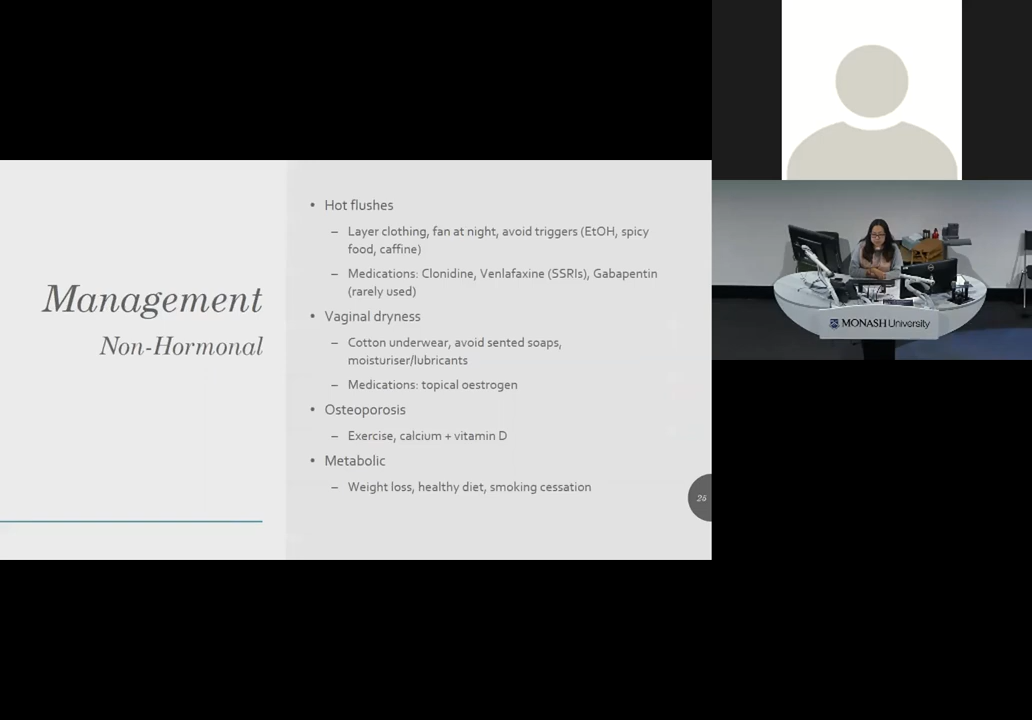 Management
Non-Hormonal
• Hot flushes
– Layer clothing, fan at night, avoid triggers (EtOH, spicy
food, caffine)
– Medications: Clonidine, Venlafaxine (SSRIs), Gabapentin
(rarely used)
• Vaginal dryness
– Cotton underwear, avoid sented soaps,
moisturiser/lubricants
– Medications: topical oestrogen
• Osteoporosis
– Exercise, calcium + vitamin D
• Metabolic
– Weight loss, healthy diet, smoking cessation
MONASH University